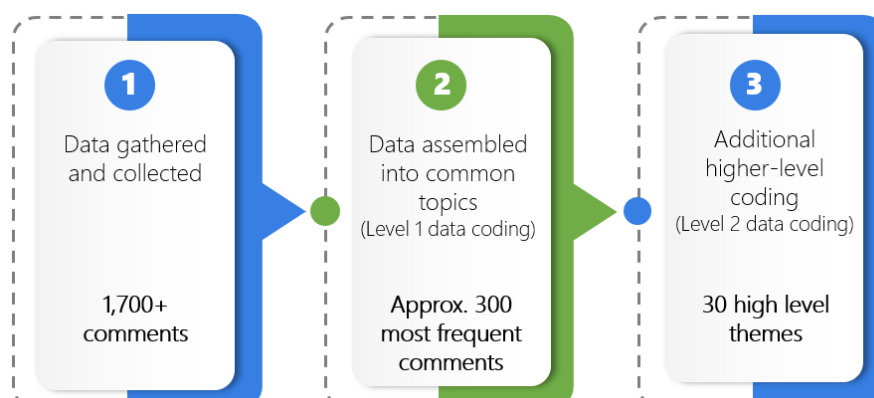 1
Data gathered
and collected
1,700+
comments
2
Data assembled
into common
topics
(Level 1 data coding)
Approx. 300
most frequent
comments
3
Additional
higher-level
coding
(Level 2 data coding)
30 high level
themes